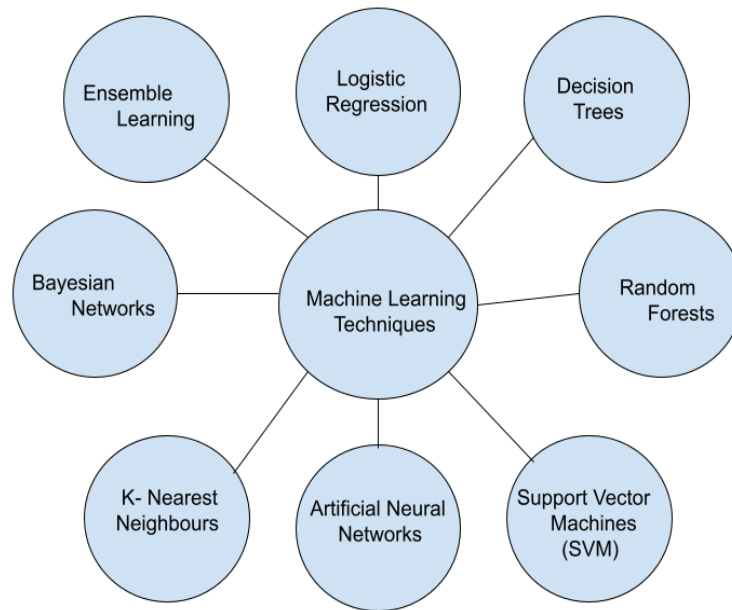 Ensemble
Learning
Logistic
Regression
Decision
Trees
Bayesian
Networks
Machine Learning
Techniques
Random
Forests
K- Nearest
Neighbours
Artificial Neural
Networks
Support Vector
Machines
(SVM)